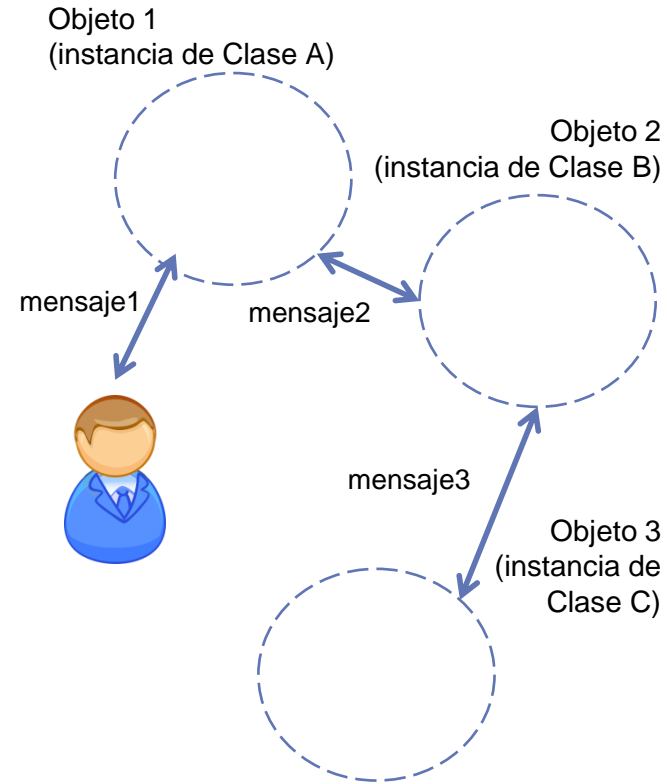 Objeto 1
(instancia de Clase A)
Objeto 2
(instancia de Clase B)
mensaje1
mensaje2
mensaje3
Objeto 3
(instancia de
Clase C)